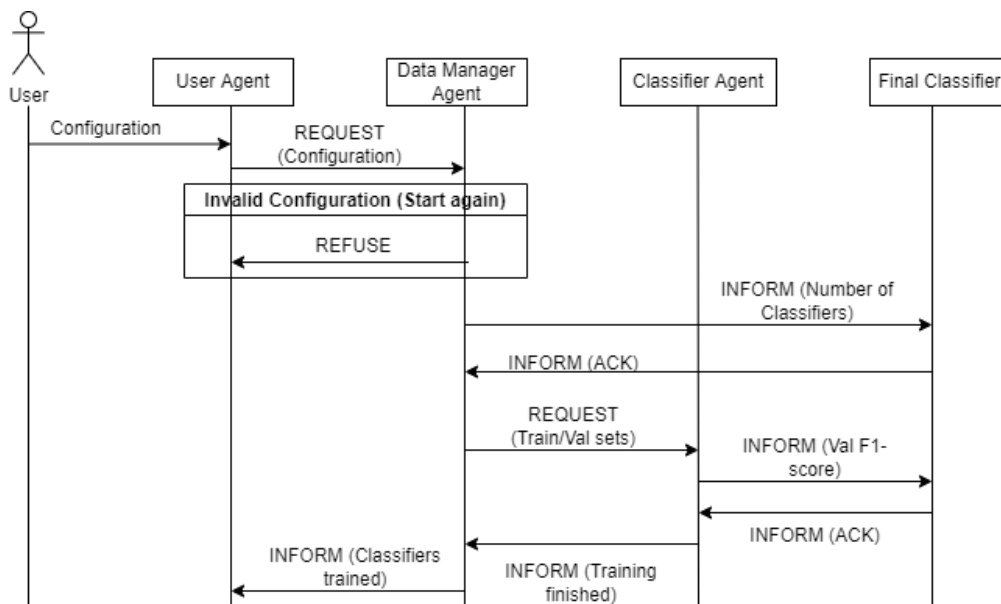 User
User Agent
Data Manager
Agent
Classifier Agent
Final Classifier
Configuration
REQUEST
(Configuration)
Invalid Configuration (Start again)
REFUSE
INFORM (Number of
Classifiers)
INFORM (ACK)
REQUEST
(Train/Val sets)
INFORM (Val F1-
score)
INFORM (ACK)
INFORM (Training
finished)
INFORM (Classifiers
trained)